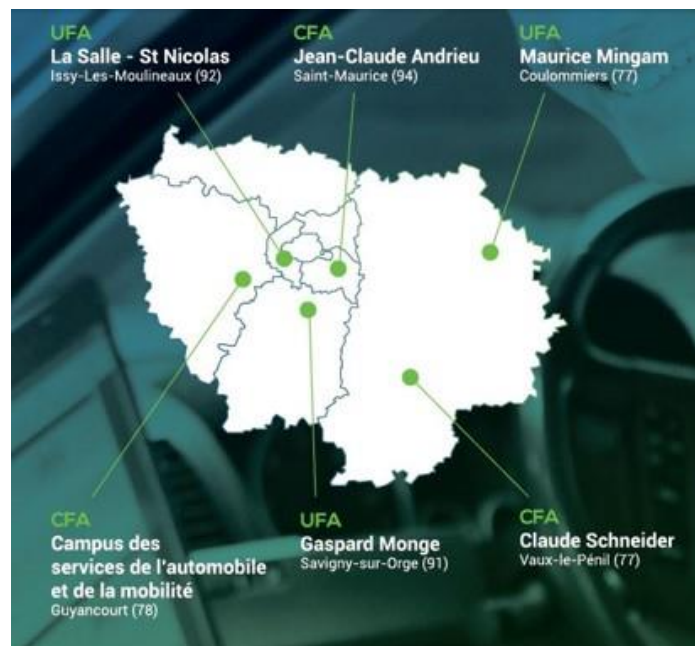 UFA
La Salle - St Nicolas
Issy-Les-Moulineaux (92)
CFA
Jean-Claude Andrieu
Saint-Maurice (94)
UFA
Maurice Mingam
Coulommiers (77)
CFA
Campus des
services de l'automobile
et de la mobilité
Guyancourt (78)
UFA
Gaspard Monge
Savigny-sur-Orge (91)
CFA
Claude Schneider
Vaux-le-Pénil (77)